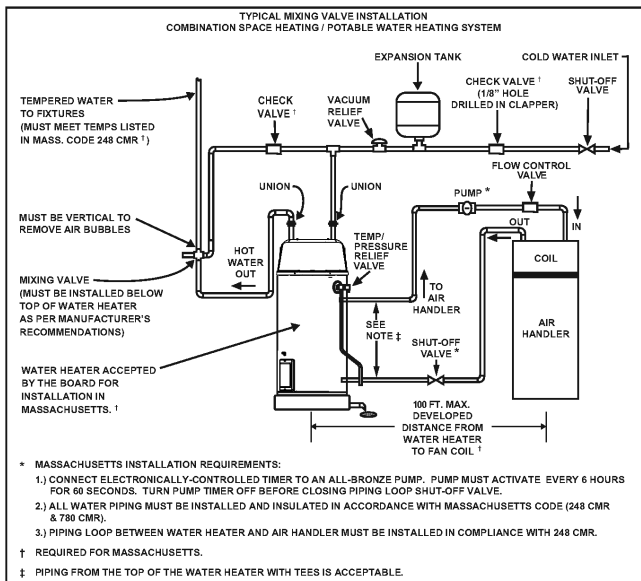 TYPICAL MIXING VALVE INSTALLATION
COMBINATION SPACE HEATING / POTABLE WATER HEATING SYSTEM
EXPANSION TANK
COLD WATER INLET
TEMPERED WATER
TO FIXTURES
(MUST MEET TEMPS LISTED
IN MASS. CODE 248 CMR †)
CHECK
VALVE †
VACUUM
RELIEF
VALVE
CHECK VALVE †
(1/8” HOLE
DRILLED IN CLAPPER)
SHUT-OFF
VALVE
FLOW CONTROL
VALVE
UNION
UNION
PUMP *
OUT
IN
MUST BE VERTICAL TO
REMOVE AIR BUBBLES
HOT
WATER
OUT
TEMP/
PRESSURE
RELIEF
VALVE
COIL
MIXING VALVE
(MUST BE INSTALLED BELOW
TOP OF WATER HEATER
AS PER MANUFACTURER’S
RECOMMENDATIONS)
TO
AIR
HANDLER
AIR
HANDLER
SEE
NOTE ‡
SHUT-OFF
VALVE *
WATER HEATER ACCEPTED
BY THE BOARD FOR
INSTALLATION IN
MASSACHUSETTS. †
100 FT. MAX.
DEVELOPED
DISTANCE FROM
WATER HEATER
TO FAN COIL †
* MASSACHUSETTS INSTALLATION REQUIREMENTS:
1.) CONNECT ELECTRONICALLY-CONTROLLED TIMER TO AN ALL-BRONZE PUMP. PUMP MUST ACTIVATE EVERY 6 HOURS
FOR 60 SECONDS. TURN PUMP TIMER OFF BEFORE CLOSING PIPING LOOP SHUT-OFF VALVE.
2.) ALL WATER PIPING MUST BE INSTALLED AND INSULATED IN ACCORDANCE WITH MASSACHUSETTS CODE (248 CMR
& 780 CMR).
3.) PIPING LOOP BETWEEN WATER HEATER AND AIR HANDLER MUST BE INSTALLED IN COMPLIANCE WITH 248 CMR.
† REQUIRED FOR MASSACHUSETTS.
‡ PIPING FROM THE TOP OF THE WATER HEATER WITH TEES IS ACCEPTABLE.